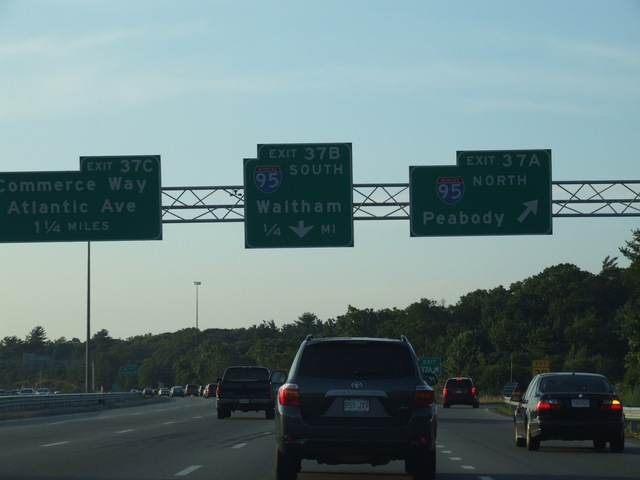 EXIT 37C
Commerce Way
Atlantic Ave
1 1/4 MILES
EXIT 37B
95 SOUTH
Waltham
1/4 MI
EXIT 37A
95 NORTH
Peabody
EXIT